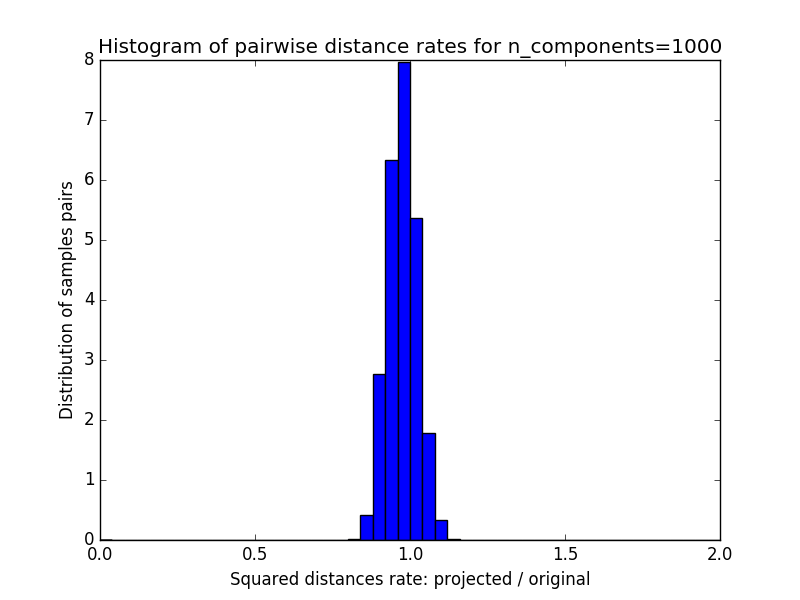 Histogram of pairwise distance rates for n_components=1000
8
7
6
5
4
3
2
1
0
Distribution of samples pairs
0.0 0.5 1.0 1.5 2.0
Squared distances rate: projected / original